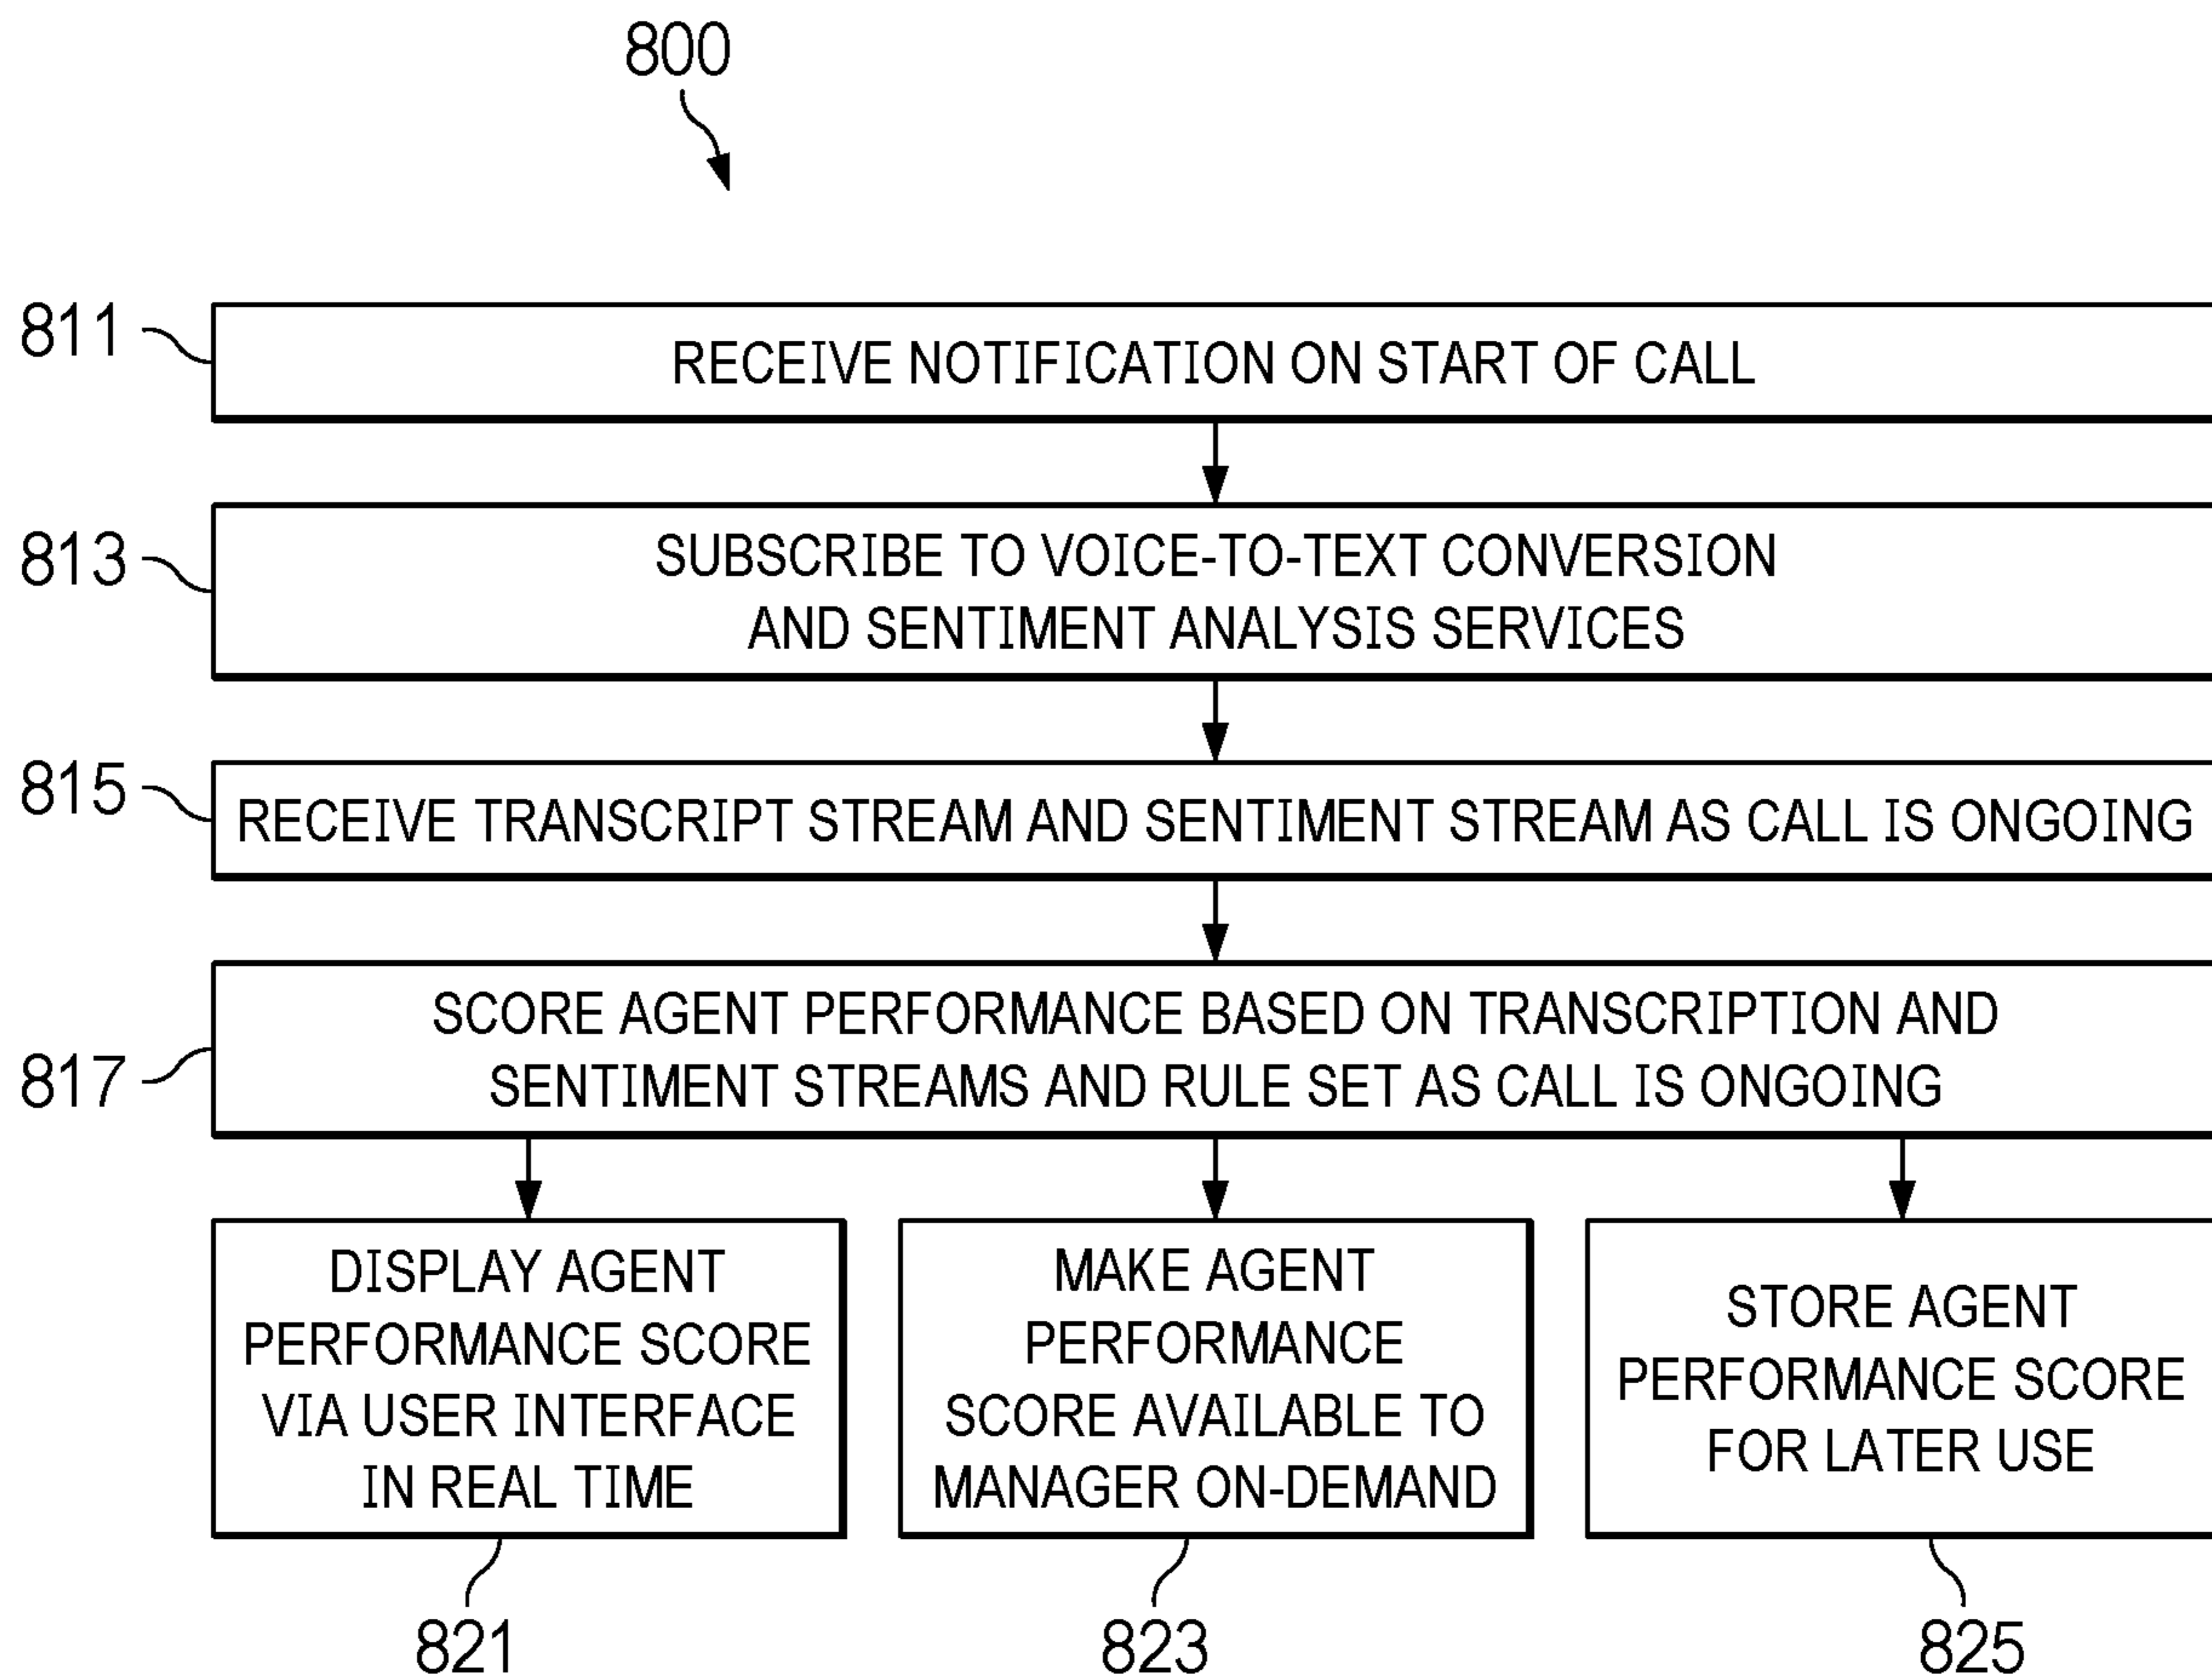 800
811
RECEIVE NOTIFICATION ON START OF CALL
813
SUBSCRIBE TO VOICE-TO-TEXT CONVERSION
AND SENTIMENT ANALYSIS SERVICES
815
RECEIVE TRANSCRIPT STREAM AND SENTIMENT STREAM AS CALL IS ONGOING
817
SCORE AGENT PERFORMANCE BASED ON TRANSCRIPTION AND
SENTIMENT STREAMS AND RULE SET AS CALL IS ONGOING
DISPLAY AGENT
PERFORMANCE SCORE
VIA USER INTERFACE
IN REAL TIME
821
MAKE AGENT
PERFORMANCE
SCORE AVAILABLE TO
MANAGER ON-DEMAND
823
STORE AGENT
PERFORMANCE SCORE
FOR LATER USE
825